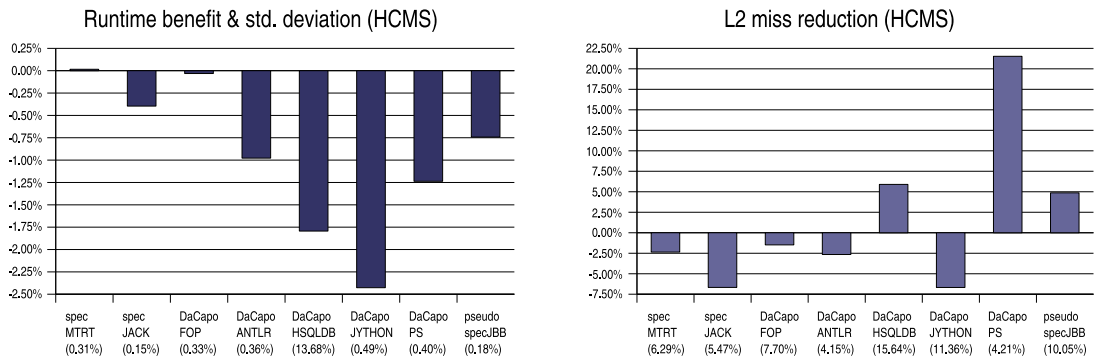 Runtime benefit & std. deviation (HCMS)
0.25%
0.00%
-0.25%
-0.50%
-0.75%
-1.00%
-1.25%
-1.50%
-1.75%
-2.00%
-2.25%
-2.50%
spec MTRT (0.31%)
spec JACK (0.15%)
DaCapo FOP (0.33%)
DaCapo ANTLR (0.36%)
DaCapo HSQLDB (13.68%)
DaCapo JYTHON (0.49%)
DaCapo PS (0.40%)
pseudo specJBB (0.18%)
L2 miss reduction (HCMS)
22.50%
20.00%
17.50%
15.00%
12.50%
10.00%
7.50%
5.00%
2.50%
0.00%
-2.50%
-5.00%
-7.50%
spec MTRT (6.29%)
spec JACK (5.47%)
DaCapo FOP (7.70%)
DaCapo ANTLR (4.15%)
DaCapo HSQLDB (15.64%)
DaCapo JYTHON (11.36%)
DaCapo PS (4.21%)
pseudo specJBB (10.05%)